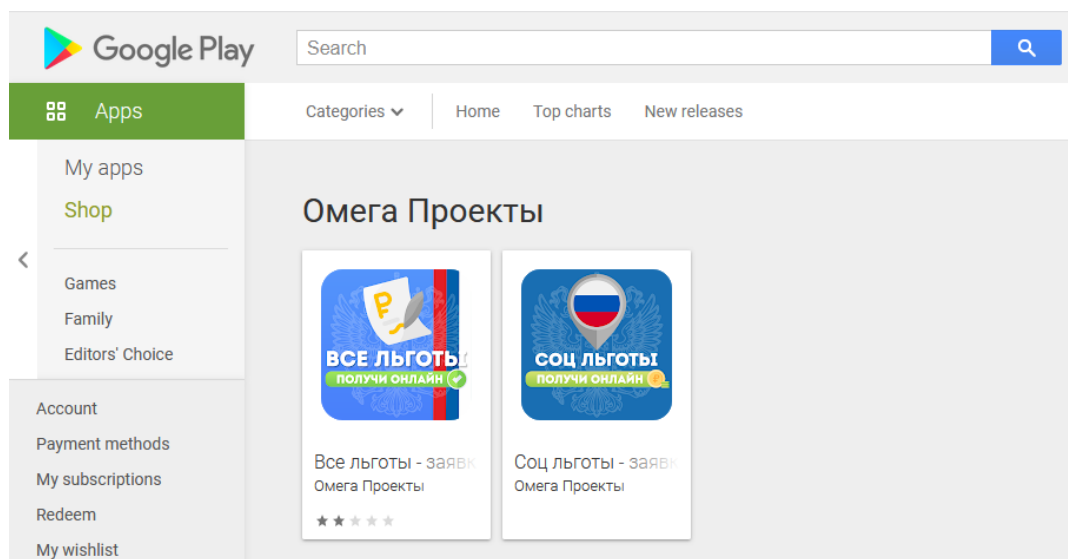 Google Play
Search
Apps
Categories
Home
Top charts
New releases
My apps
Shop
Games
Family
Editors' Choice
Account
Payment methods
My subscriptions
Redeem
My wishlist
Омега Проекты
ВСЕ ЛЬГОТЫ
ПОЛУЧИ ОНЛАЙН
Все льготы - заявк
Омега Проекты
СОЦ ЛЬГОТЫ
ПОЛУЧИ ОНЛАЙН
Соц льготы - заявк
Омега Проекты